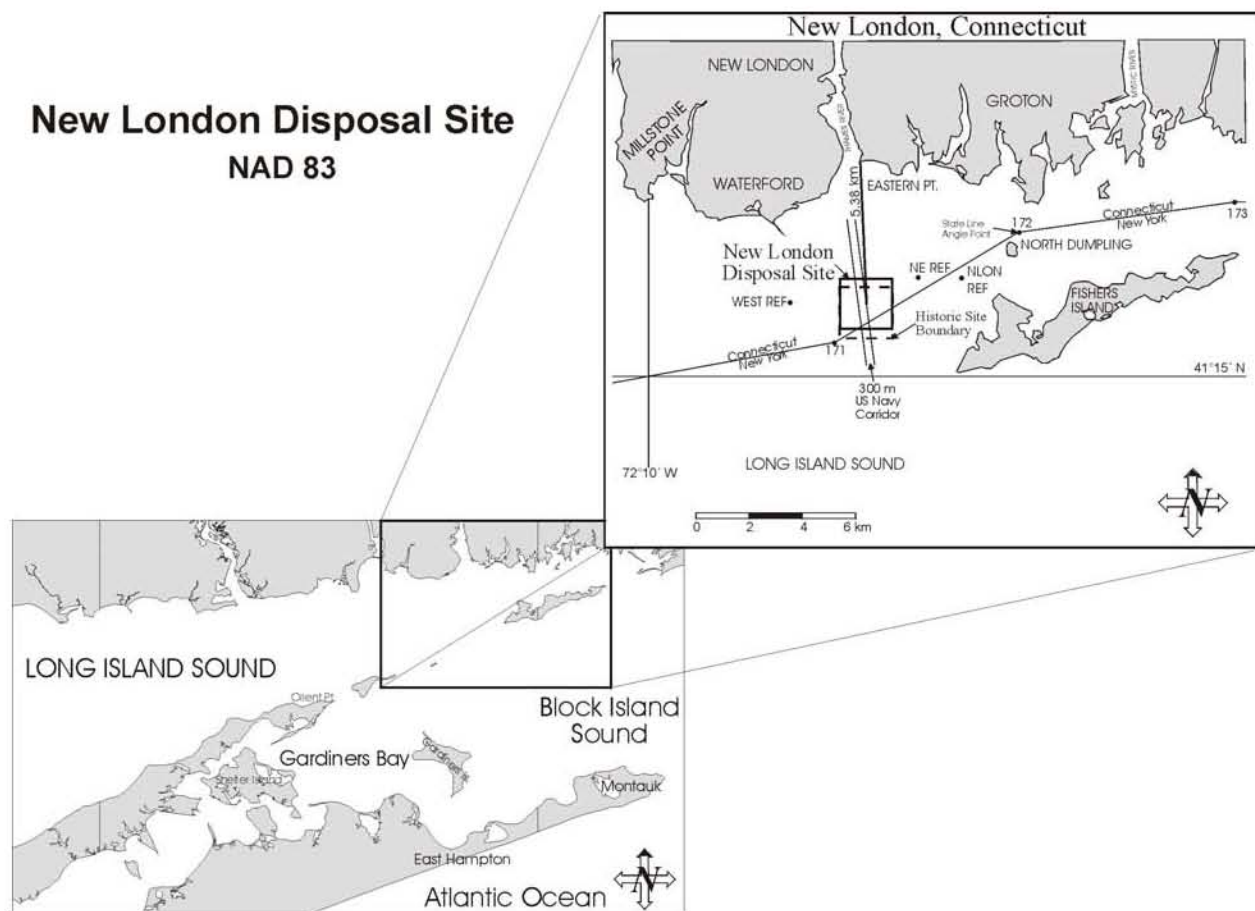 New London Disposal Site
NAD 83
New London, Connecticut
NEW LONDON
THAMES RIVER
MYSTIC RIVER
GROTON
MILLSTONE
POINT
WATERFORD
EASTERN PT.
5.38 km
Connecticut
New York
173
State Line
Angle Point
172
NORTH DUMPLING
New London
Disposal Site
NE REF
NLON
REF
WEST REF
FISHERS
ISLAND
Historic Site
Boundary
171
Connecticut
New York
41°15´ N
300 m
US Navy
Corridor
72°10´ W
LONG ISLAND SOUND
N
0 2 4 6 km
LONG ISLAND SOUND
Orient Pt.
Block Island
Sound
Gardiners Bay
Shelter Island
Montauk
East Hampton
Atlantic Ocean
N